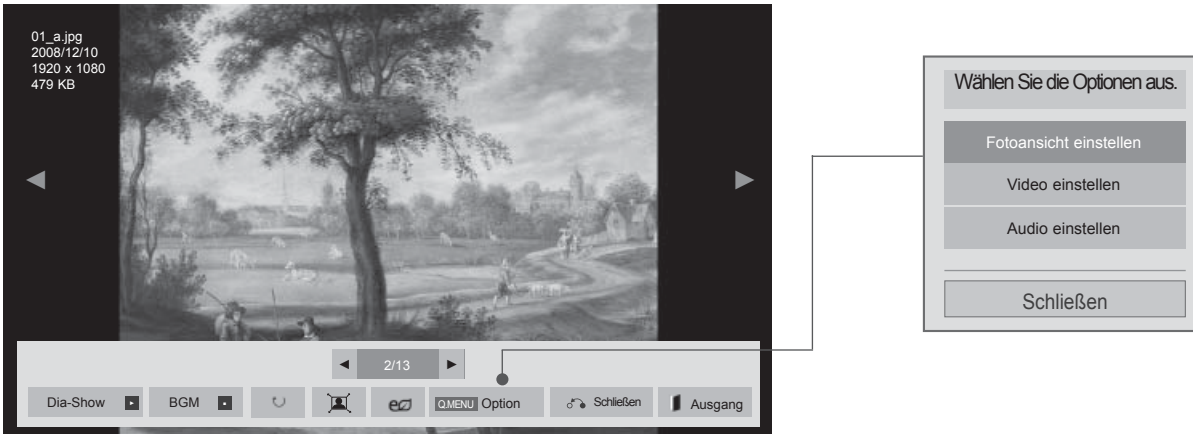 01_a.jpg
2008/12/10
1920 x 1080
479 KB
Wählen Sie die Optionen aus.
Fotoansicht einstellen
Video einstellen
Audio einstellen
Schließen
2/13
Dia-Show BGM Q.MENU Option Schließen Ausgang